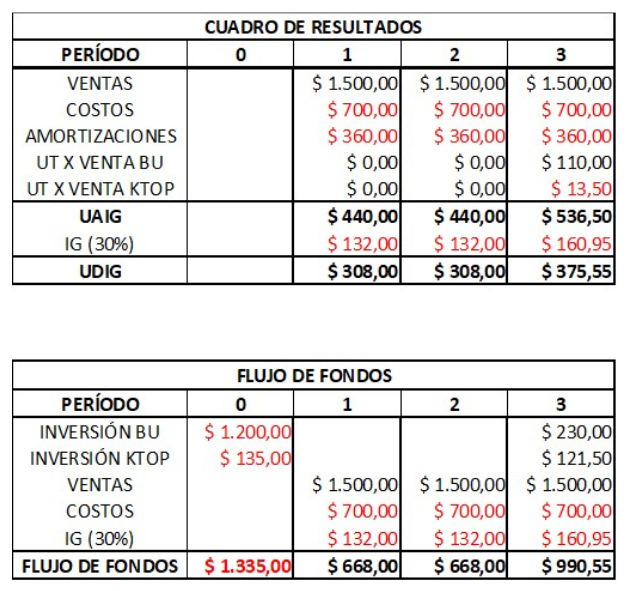 CUADRO DE RESULTADOS
PERÍODO 0 1 2 3
VENTAS $ 1.500,00 $ 1.500,00 $ 1.500,00
COSTOS $ 700,00 $ 700,00 $ 700,00
AMORTIZACIONES $ 360,00 $ 360,00 $ 360,00
UT X VENTA BU $ 0,00 $ 0,00 $ 110,00
UT X VENTA KTOP $ 0,00 $ 0,00 $ 13,50
UAIG $ 440,00 $ 440,00 $ 536,50
IG (30%) $ 132,00 $ 132,00 $ 160,95
UDIG $ 308,00 $ 308,00 $ 375,55
FLUJO DE FONDOS
PERÍODO 0 1 2 3
INVERSIÓN BU $ 1.200,00 $ 230,00
INVERSIÓN KTOP $ 135,00 $ 121,50
VENTAS $ 1.500,00 $ 1.500,00 $ 1.500,00
COSTOS $ 700,00 $ 700,00 $ 700,00
IG (30%) $ 132,00 $ 132,00 $ 160,95
FLUJO DE FONDOS $ 1.335,00 $ 668,00 $ 668,00 $ 990,55